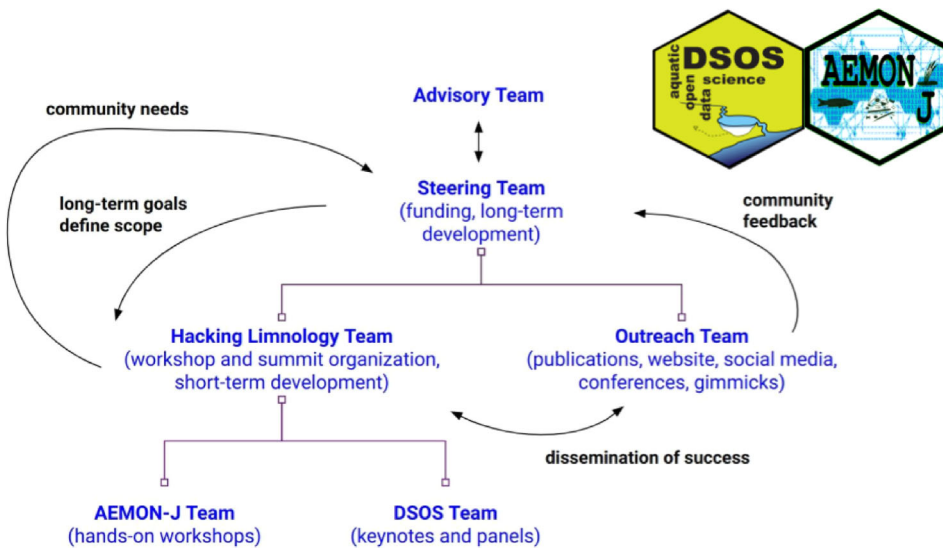 DSOS
science
aquatic
open
data
AEMON
J
community needs
Advisory Team
long-term goals
define scope
Steering Team
(funding, long-term
development)
community
feedback
Hacking Limnology Team
(workshop and summit organization,
short-term development)
Outreach Team
(publications, website, social media,
conferences, gimmicks)
dissemination of success
AEMON-J Team
(hands-on workshops)
DSOS Team
(keynotes and panels)